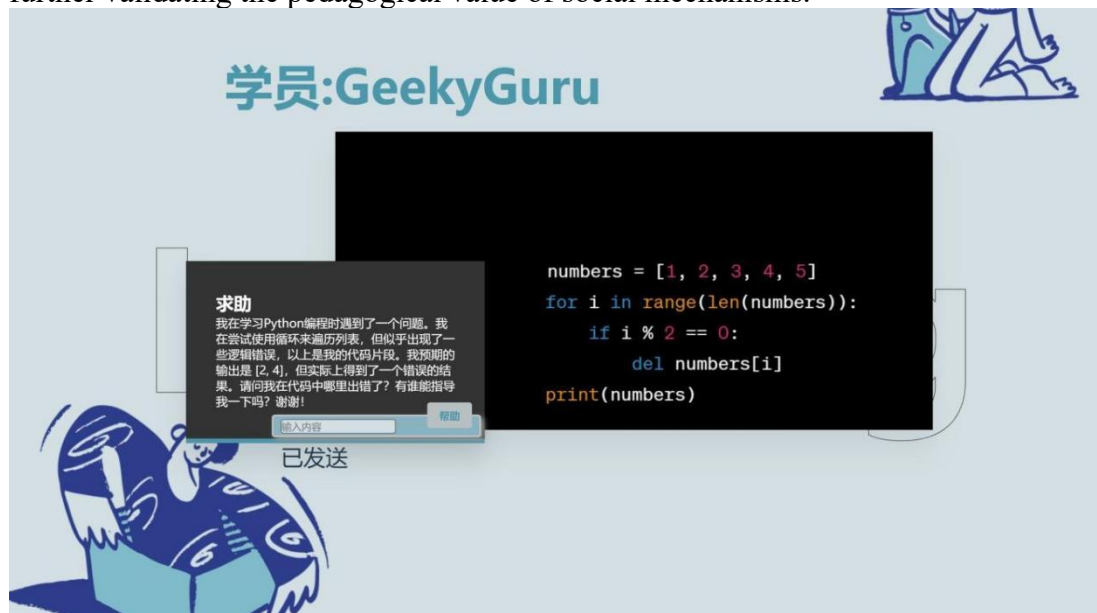 further validating the pedagogical value of social mechanisms.
学员:GeekyGuru
numbers = [1, 2, 3, 4, 5]
for i in range(len(numbers)):
if i % 2 == 0:
del numbers[i]
print(numbers)
求助
我在学习Python编程时遇到了一个问题。我
在尝试使用循环来遍历列表，但似乎出现了一
些逻辑错误，以上是我的代码片段。我预期的
输出是 [2, 4]，但实际上得到了一个错误的结
果。请问我在代码中哪里出错了？有谁能指导
我一下吗？谢谢！
帮助
输入内容
已发送